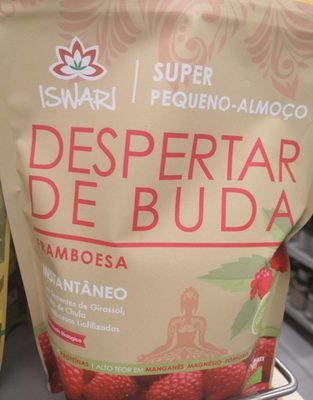 ISWARI
SUPER
PEQUENO-ALMOÇO
DESPERTAR
DE BUDA
FRAMBOESA
INSTANTÂNEO
de Girassol,
de Chufa
Liofilizadas
| ALTO TEOR EM MANGANÊS MAGNÉSIO FÓSFORO